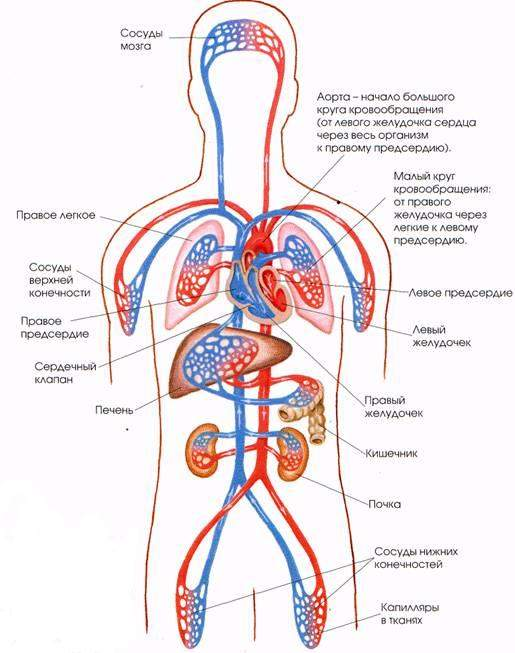 Сосуды
мозга
Аорта – начало большого
круга кровообращения
(от левого желудочка сердца
через весь организм
к правому предсердию).
Малый круг
кровообращения:
от правого
желудочка через
легкие к левому
предсердию.
Правое легкое
Сосуды
верхней
конечности
Правое
предсердие
Сердечный
клапан
Печень
Левое предсердие
Левый
желудочек
Правый
желудочек
Кишечник
Почка
Сосуды нижних
конечностей
Капилляры
в тканях